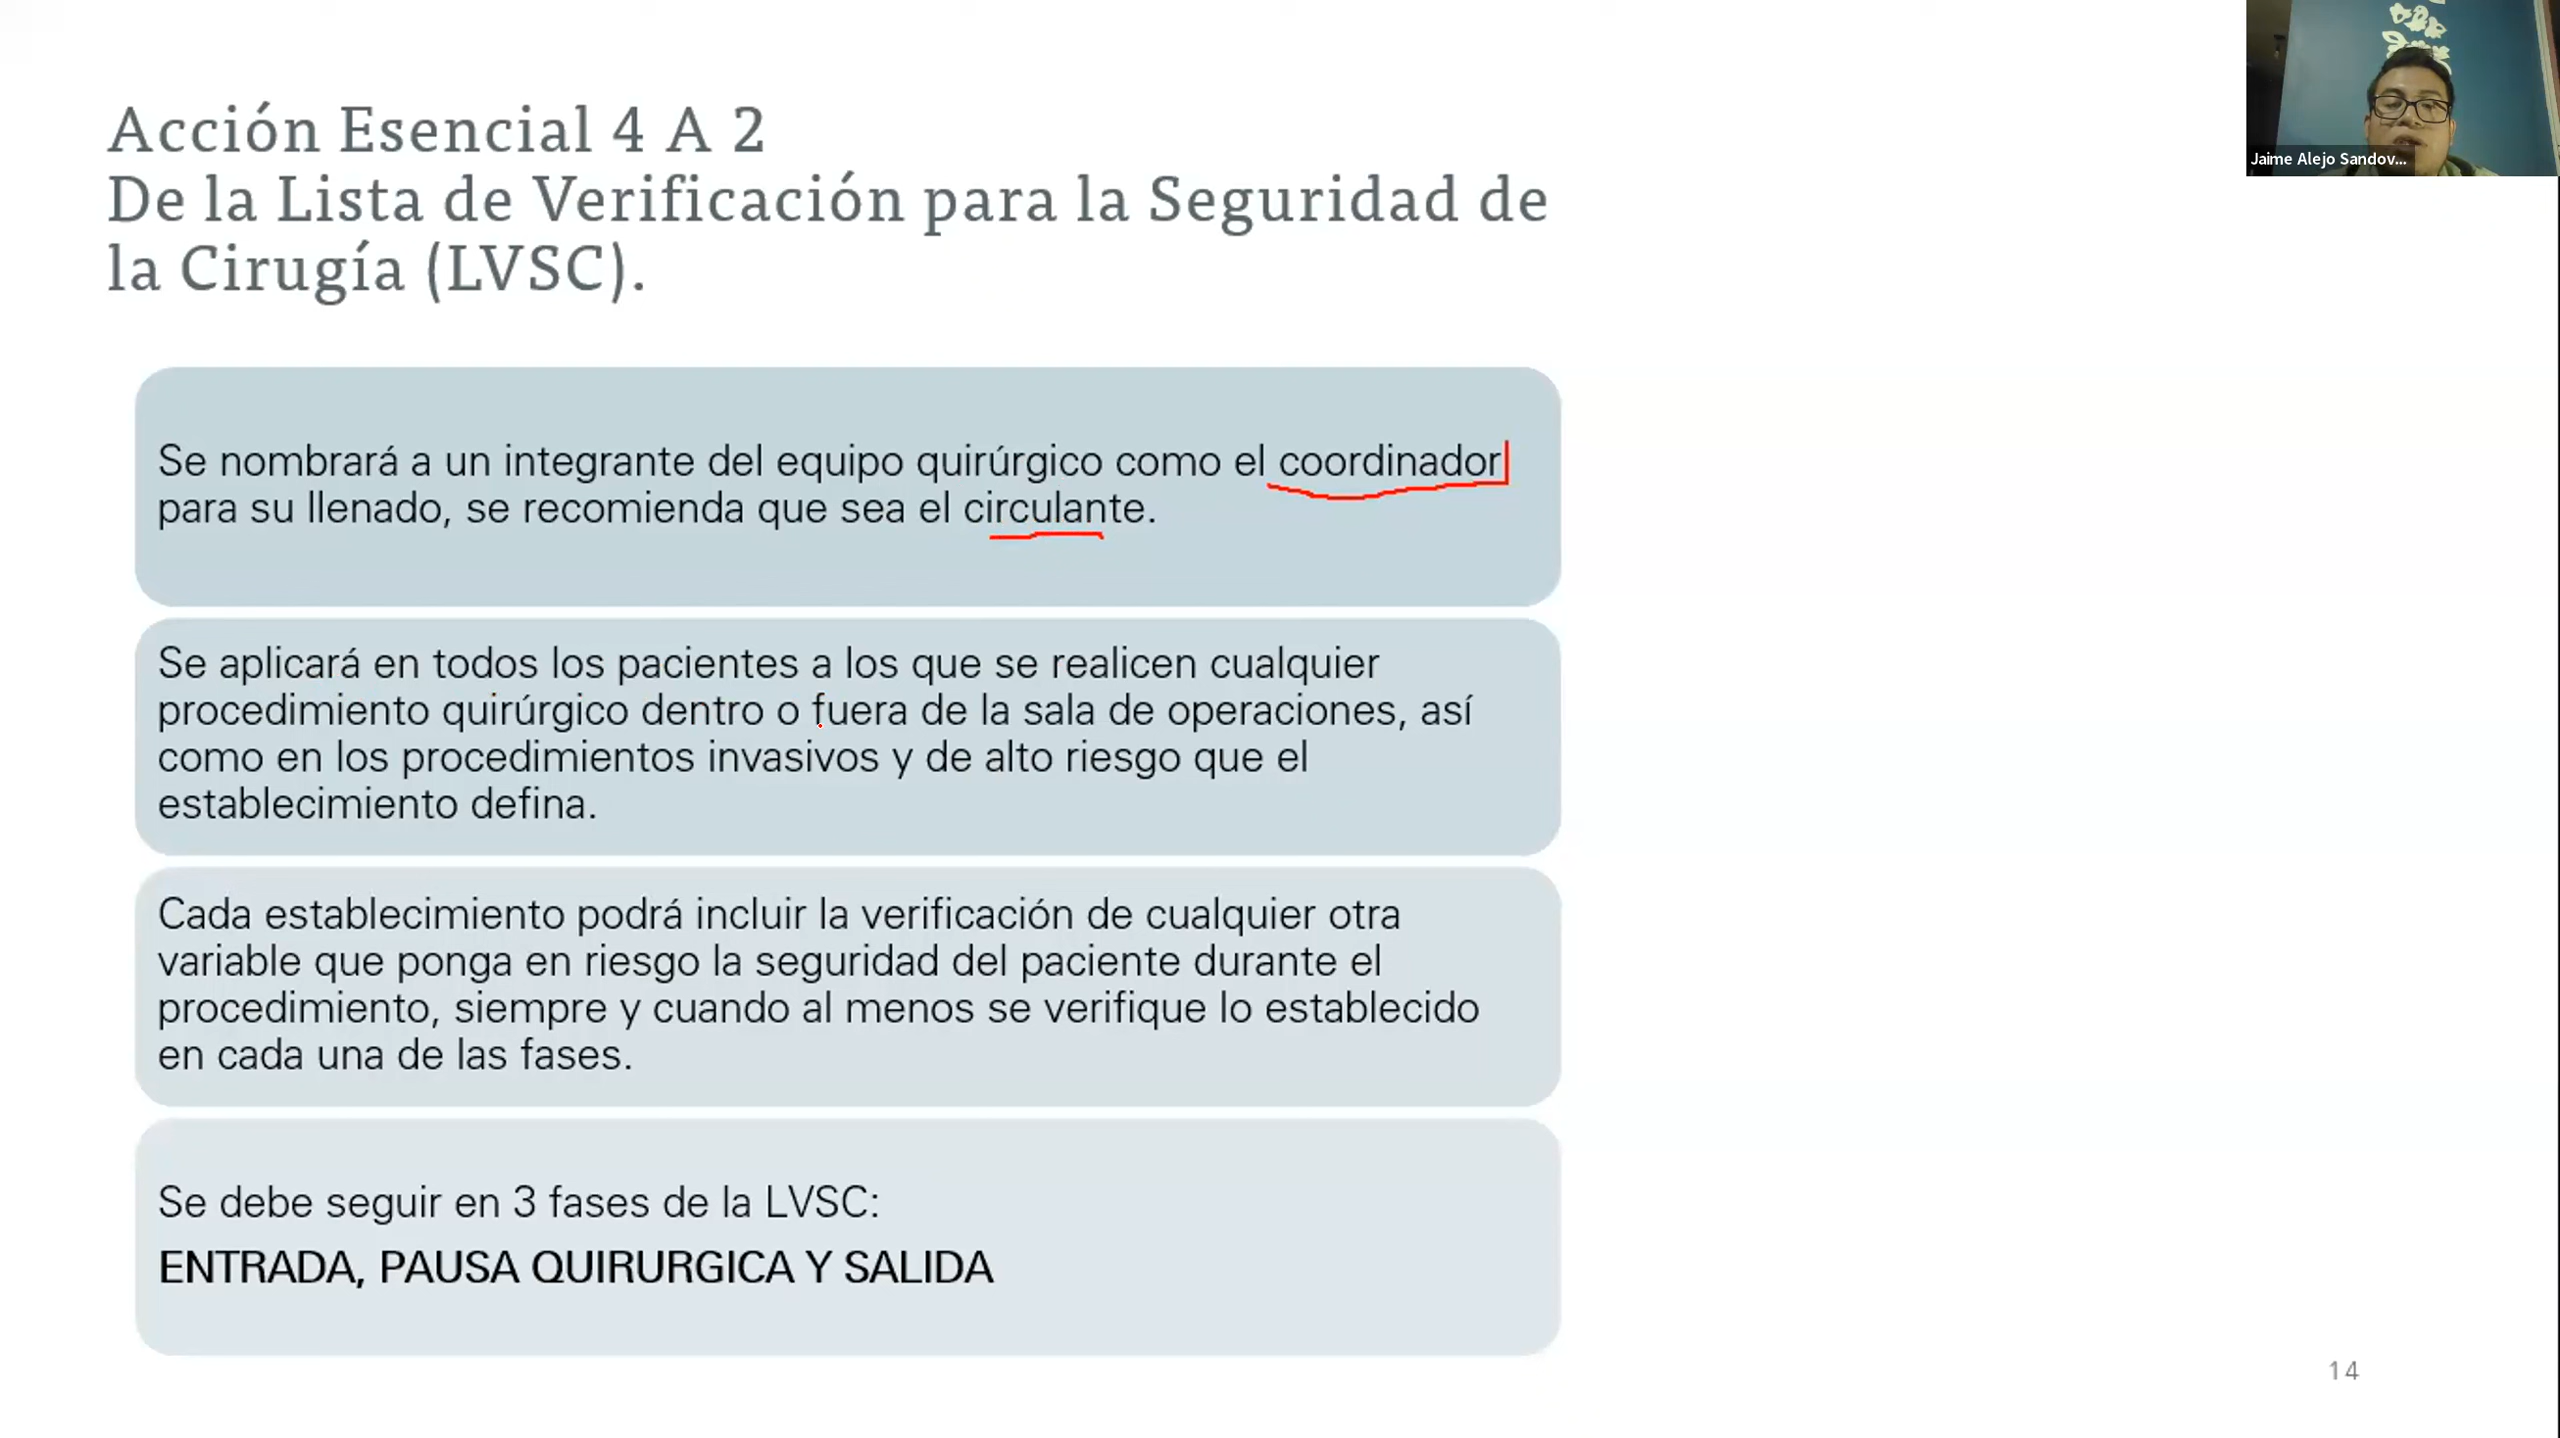 Acción Esencial 4 A 2
De la Lista de Verificación para la Seguridad de
la Cirugía (LVSC).
Jaime Alejo Sandov...
Se nombrará a un integrante del equipo quirúrgico como el coordinador
para su llenado, se recomienda que sea el circulante.
Se aplicará en todos los pacientes a los que se realicen cualquier
procedimiento quirúrgico dentro o fuera de la sala de operaciones, así
como en los procedimientos invasivos y de alto riesgo que el
establecimiento defina.
Cada establecimiento podrá incluir la verificación de cualquier otra
variable que ponga en riesgo la seguridad del paciente durante el
procedimiento, siempre y cuando al menos se verifique lo establecido
en cada una de las fases.
Se debe seguir en 3 fases de la LVSC:
ENTRADA, PAUSA QUIRURGICA Y SALIDA
14